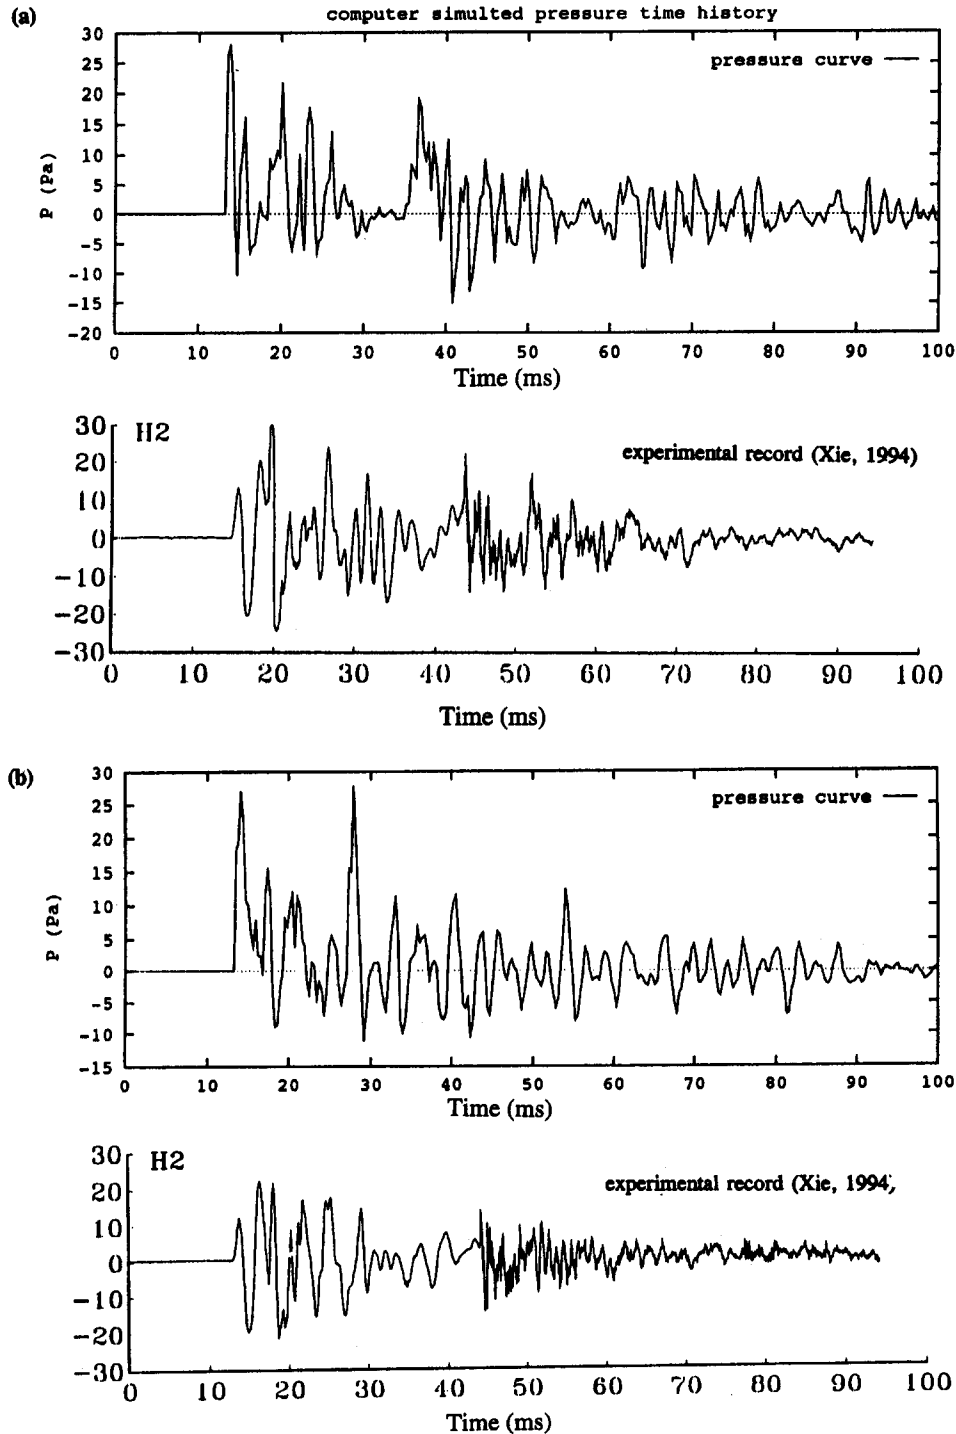 (a)
computer simulted pressure time history
pressure curve
P (Pa)
30
25
20
15
10
5
0
-5
-10
-15
-20
0 10 20 30 40 50 60 70 80 90 100
Time (ms)
H2
experimental record (Xie, 1994)
30
20
10
0
-10
-20
-30
0 10 20 30 40 50 60 70 80 90 100
Time (ms)
(b)
pressure curve
P (Pa)
30
25
20
15
10
5
0
-5
-10
-15
0 10 20 30 40 50 60 70 80 90 100
Time (ms)
H2
experimental record (Xie, 1994,
30
20
10
0
-10
-20
-30
0 10 20 30 40 50 60 70 80 90 100
Time (ms)